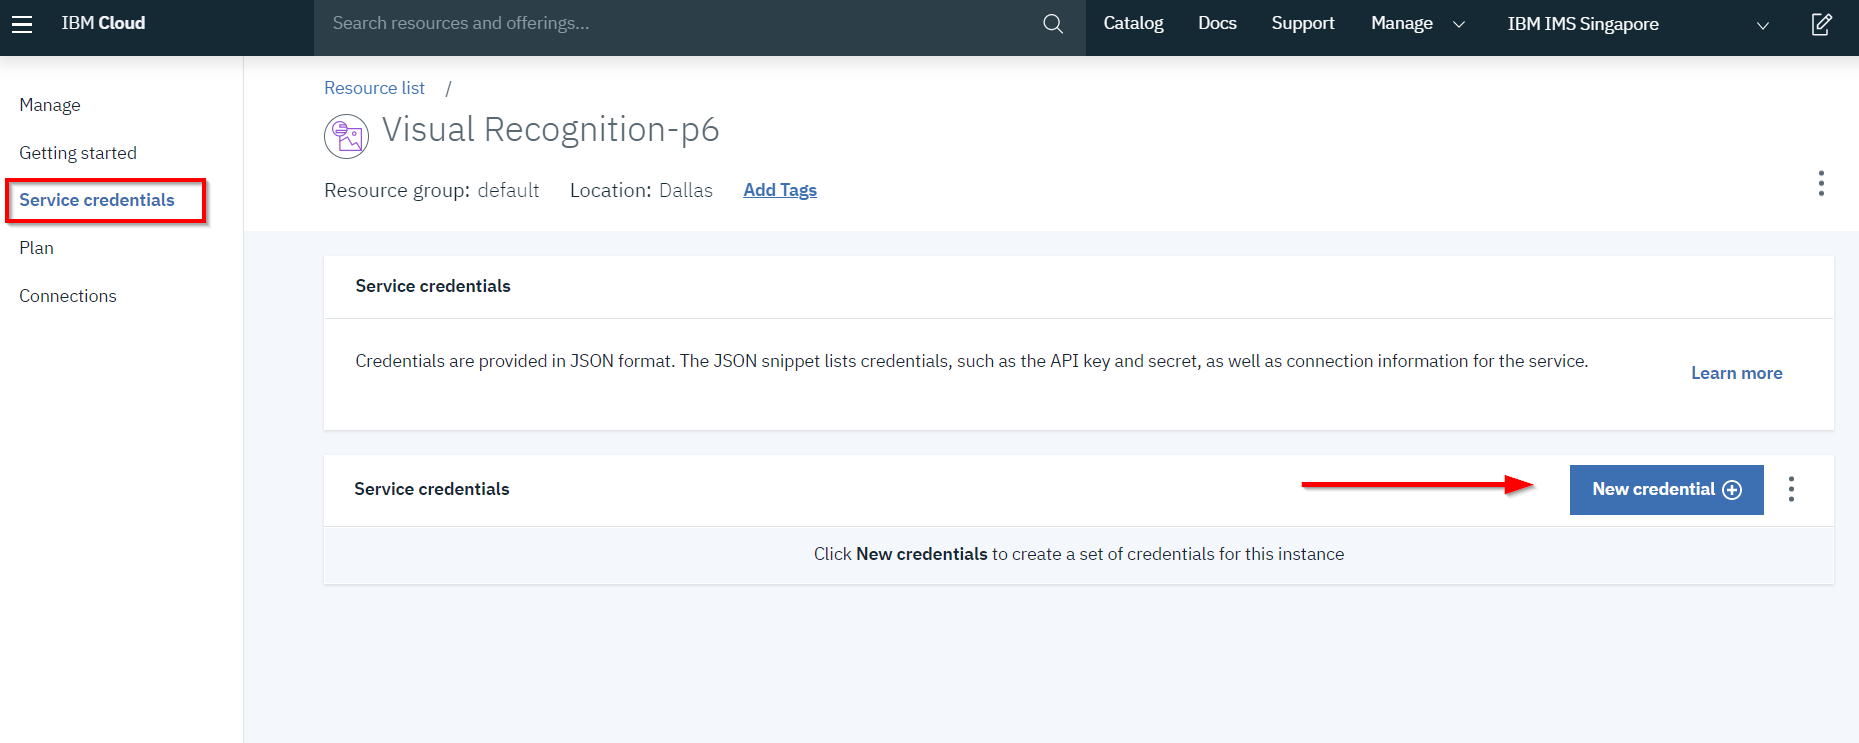 IBM Cloud
Search resources and offerings...
Catalog
Docs
Support
Manage
IBM IMS Singapore
Manage
Getting started
Service credentials
Plan
Connections
Resource list /
Visual Recognition-p6
Resource group: default Location: Dallas Add Tags
Service credentials
Credentials are provided in JSON format. The JSON snippet lists credentials, such as the API key and secret, as well as connection information for the service.
Learn more
Service credentials
New credential
Click New credentials to create a set of credentials for this instance